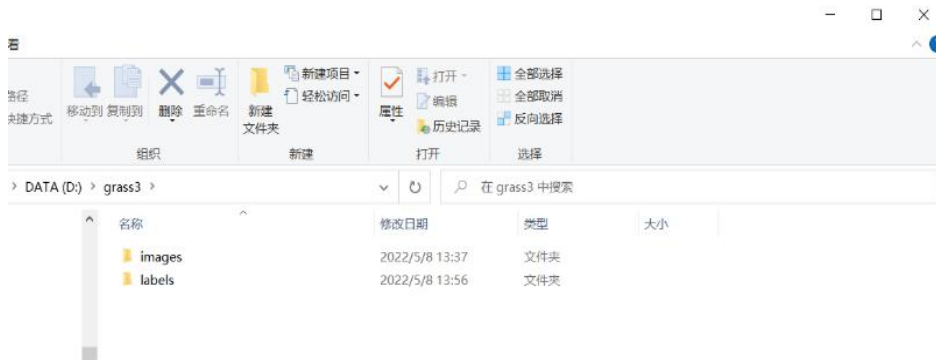 看
新建项目
打开
全部选择
路径
轻松访问
编辑
全部取消
快捷方式
移动到 复制到 删除 重命名
新建
文件夹
属性
历史记录
反向选择
组织 新建 打开 选择
DATA (D:) grass3
在 grass3 中搜索
名称 修改日期 类型 大小
images 2022/5/8 13:37 文件夹
labels 2022/5/8 13:56 文件夹